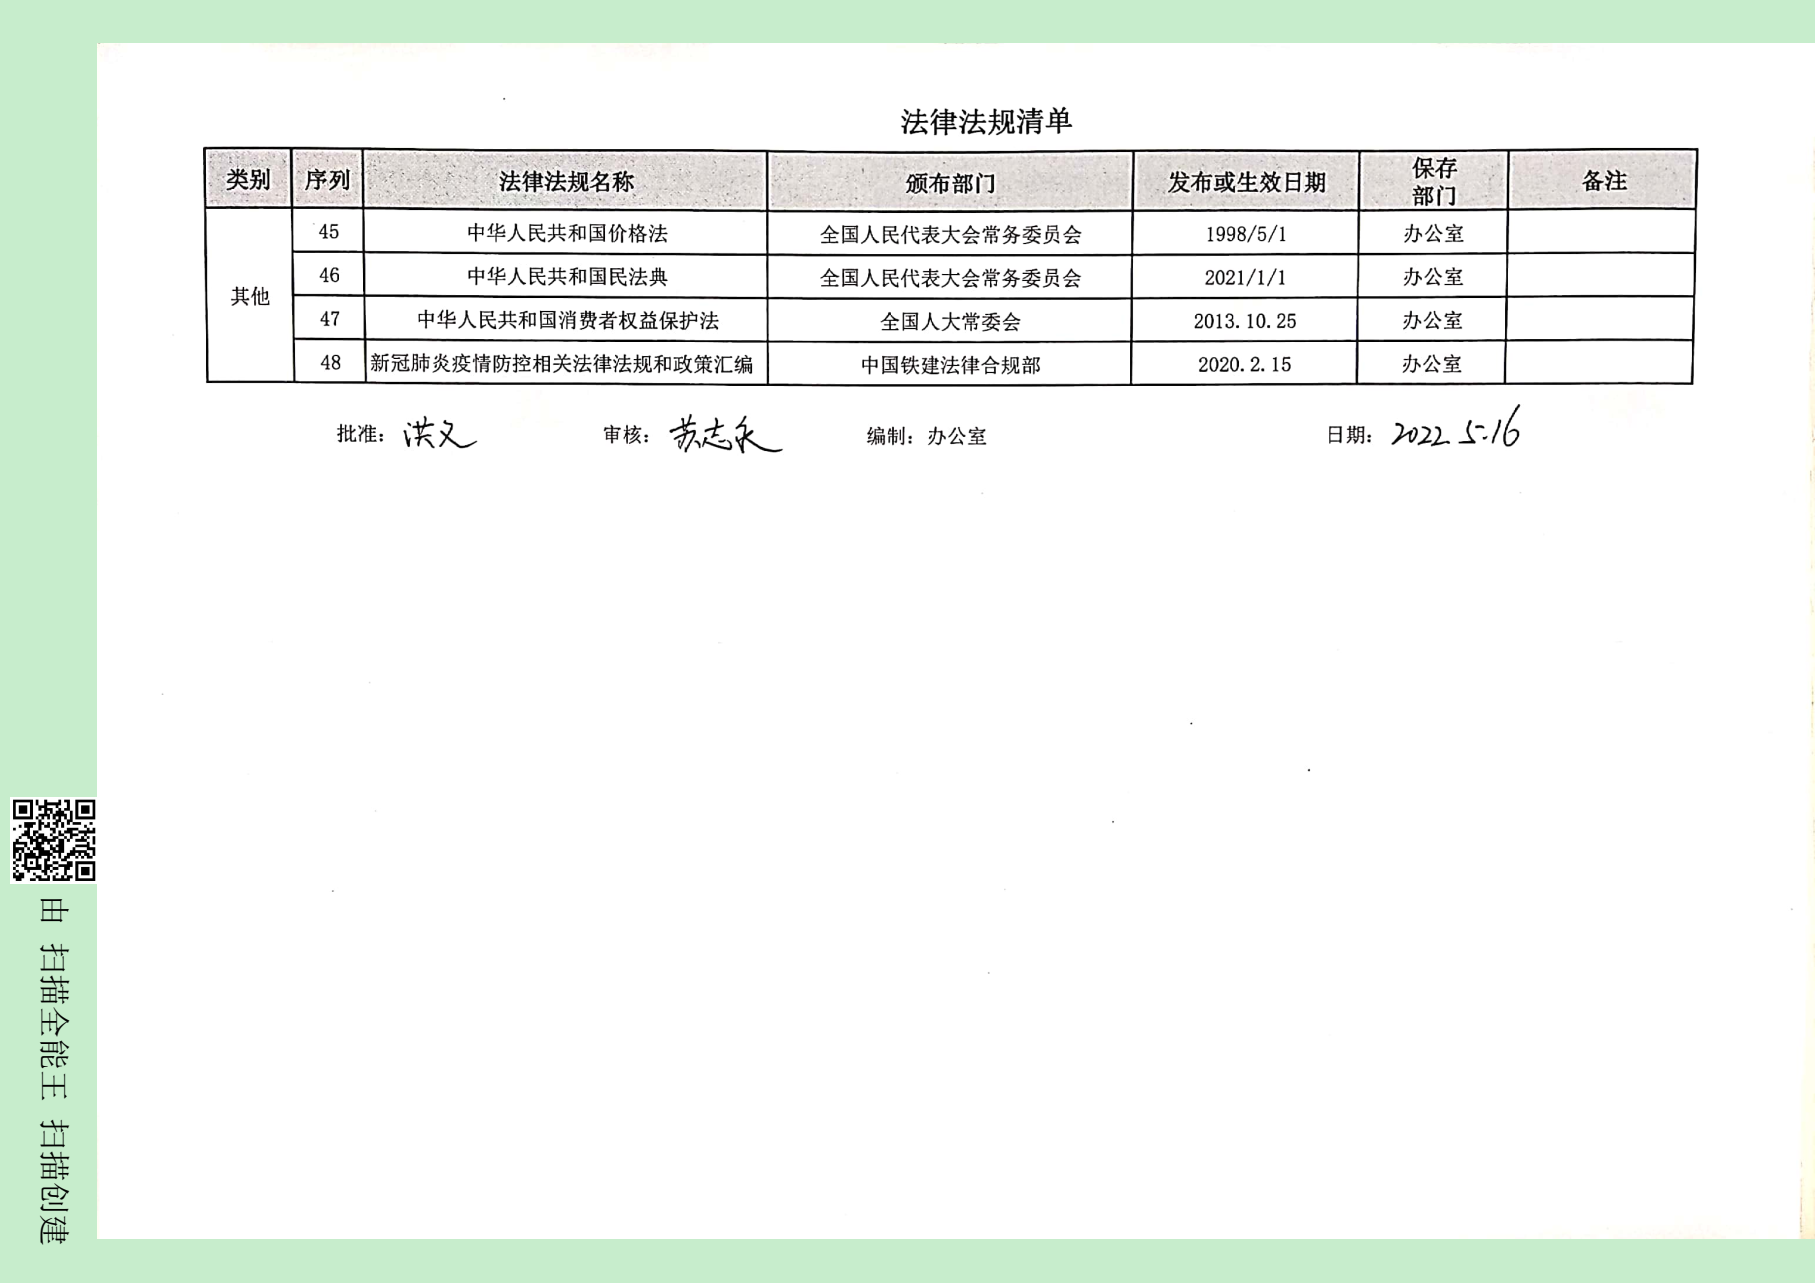 法律法规清单
类别 序列 法律法规名称 颁布部门 发布或生效日期 保存部门 备注
其他
45 中华人民共和国价格法 全国人民代表大会常务委员会 1998/5/1 办公室
46 中华人民共和国民法典 全国人民代表大会常务委员会 2021/1/1 办公室
47 中华人民共和国消费者权益保护法 全国人大常委会 2013.10.25 办公室
48 新冠肺炎疫情防控相关法律法规和政策汇编 中国铁建法律合规部 2020.2.15 办公室
批准: 洪义 审核: 苏志永 编制: 办公室 日期: 2022.5.16
由 扫描全能王 扫描创建